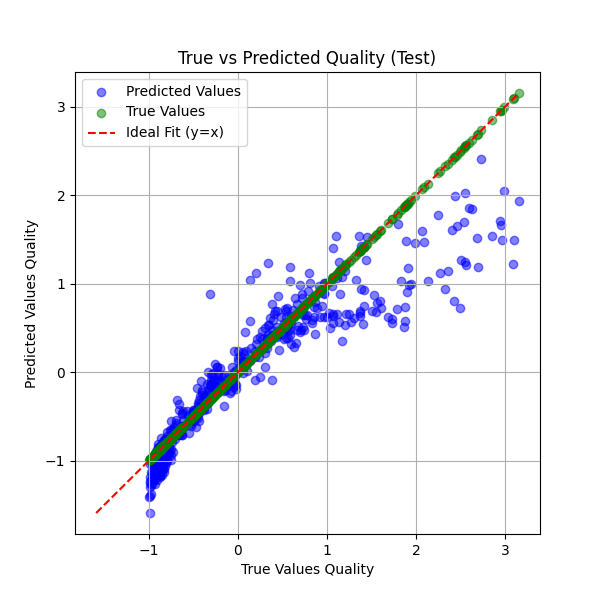 True vs Predicted Quality (Test)
Predicted Values
True Values
Ideal Fit (y=x)
3
2
1
0
−1
Predicted Values Quality
−1 0 1 2 3
True Values Quality